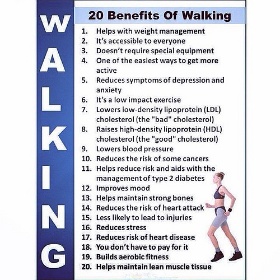 WALKING
20 Benefits Of Walking
1. Helps with weight management
2. It's accessible to everyone
3. Doesn't require special equipment
4. One of the easiest ways to get more
active
5. Reduces symptoms of depression and
anxiety
6. It's a low impact exercise
7. Lowers low-density lipoprotein (LDL)
cholesterol (the "bad" cholesterol)
8. Raises high-density lipoprotein (HDL)
cholesterol (the "good" cholesterol)
9. Lowers blood pressure
10. Reduces the risk of some cancers
11. Helps reduce risk and aids with the
management of type 2 diabetes
12. Improves mood
13. Helps maintain strong bones
14. Reduces the risk of heart attack
15. Less likely to lead to injuries
16. Reduces stress
17. Reduces risk of heart disease
18. You don't have to pay for it
19. Builds aerobic fitness
20. Helps maintain lean muscle tissue